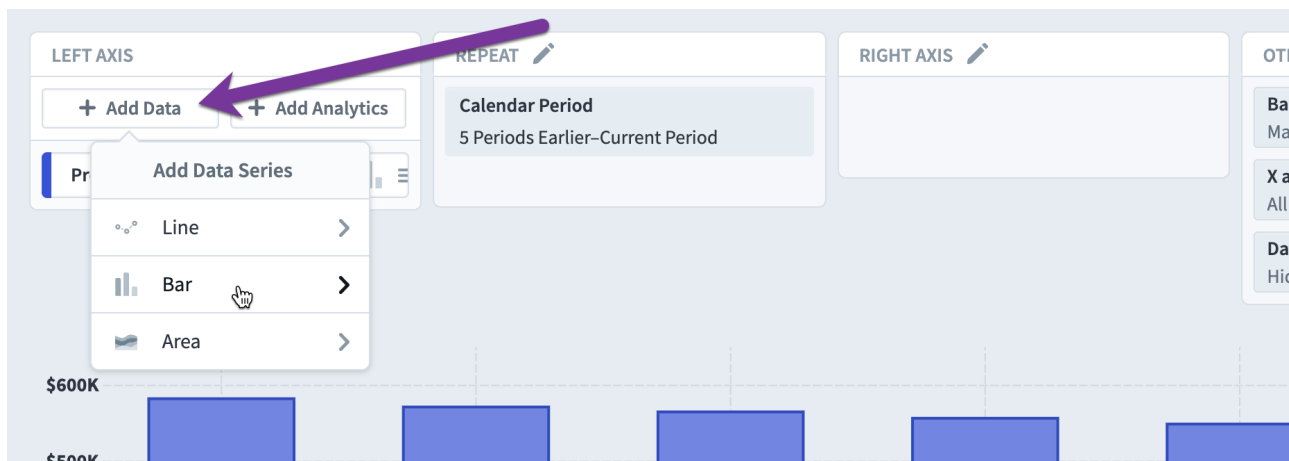 LEFT AXIS
+ Add Data
+ Add Analytics
Add Data Series
Line
Bar
Area
REPEAT
Calendar Period
5 Periods Earlier–Current Period
RIGHT AXIS
$600K